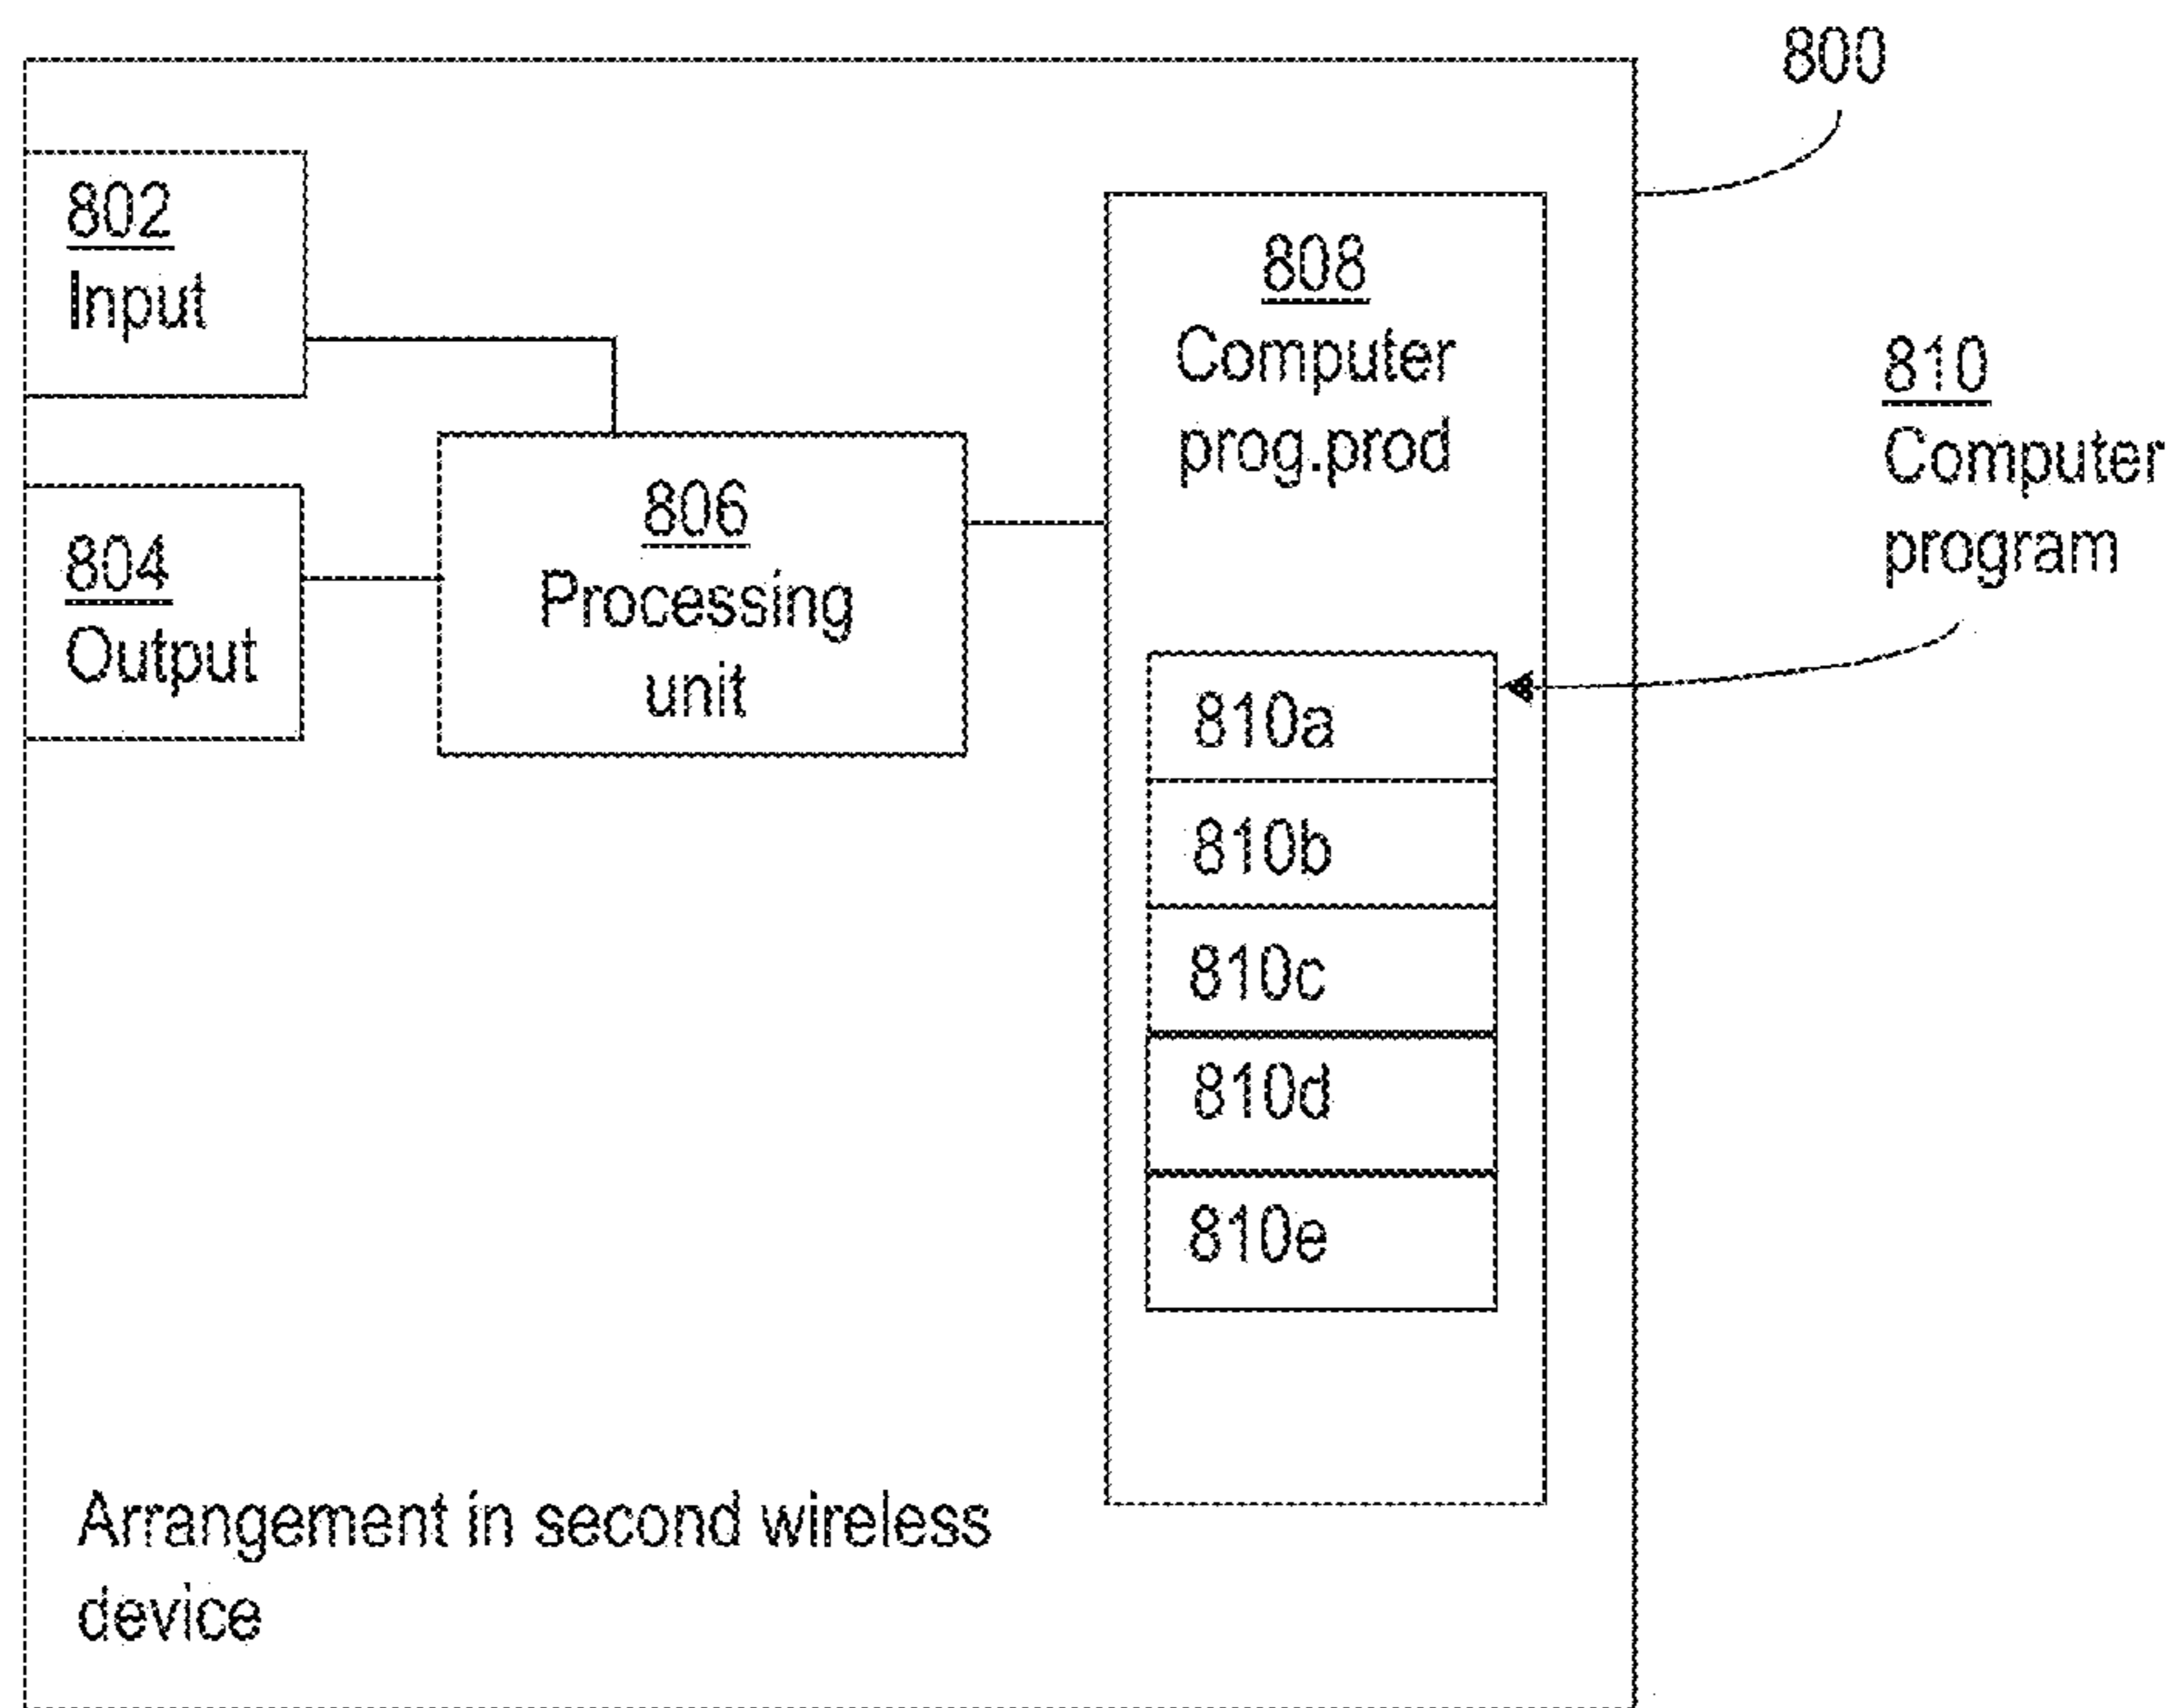 800
802
Input
804
Output
806
Processing
unit
808
Computer
prog.prod
810
Computer
program
810a
810b
810c
810d
810e
Arrangement in second wireless
device